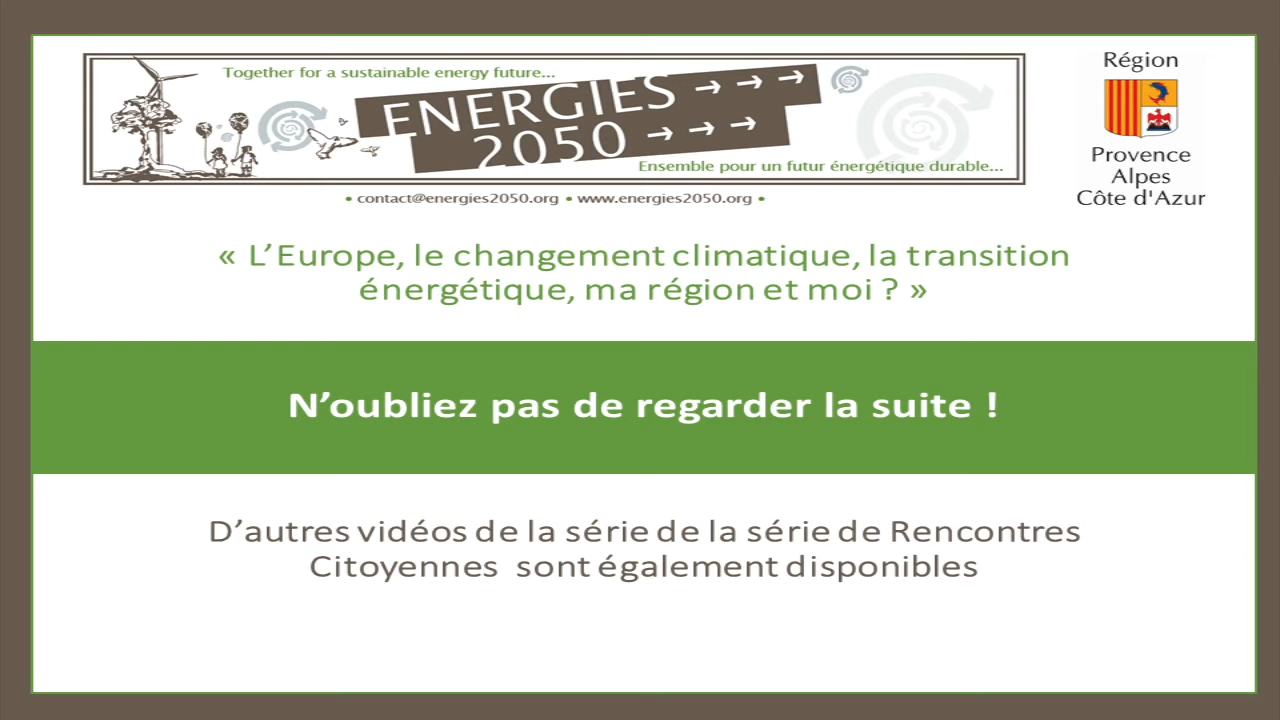 Together for a sustainable energy future...
ENERGIES → → →
2050 → → →
Ensemble pour un futur énergétique durable...
• contact@energies2050.org • www.energies2050.org •
Région
Provence
Alpes
Côte d'Azur
« L’Europe, le changement climatique, la transition
énergétique, ma région et moi ? »
N’oubliez pas de regarder la suite !
D’autres vidéos de la série de la série de Rencontres
Citoyennes sont également disponibles